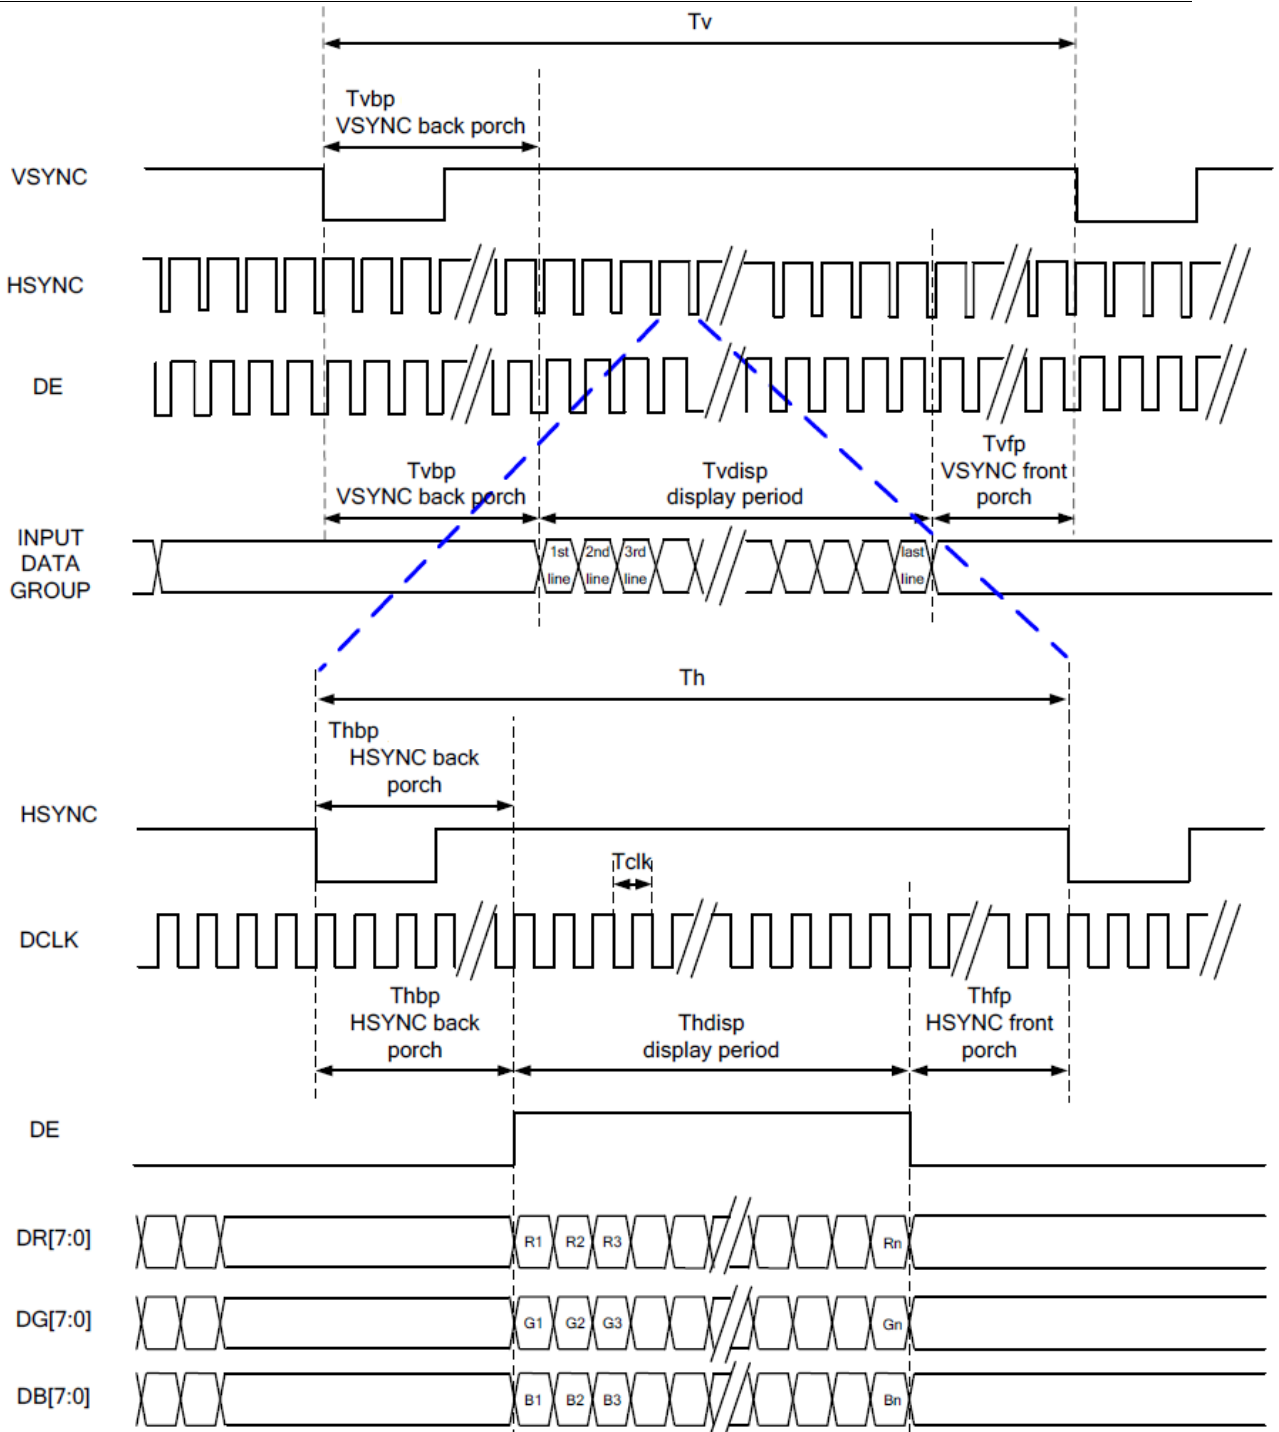 Tv
Tvbp
VSYNC back porch
VSYNC
HSYNC
DE
Tvbp
VSYNC back porch
Tvdisp
display period
Tvfp
VSYNC front
porch
INPUT
DATA
GROUP
1st
line
2nd
line
3rd
line
last
line
Th
Thbp
HSYNC back
porch
HSYNC
Tclk
DCLK
Thbp
HSYNC back
porch
Thdisp
display period
Thfp
HSYNC front
porch
DE
DR[7:0]
R1
R2
R3
Rn
DG[7:0]
G1
G2
G3
Gn
DB[7:0]
B1
B2
B3
Bn